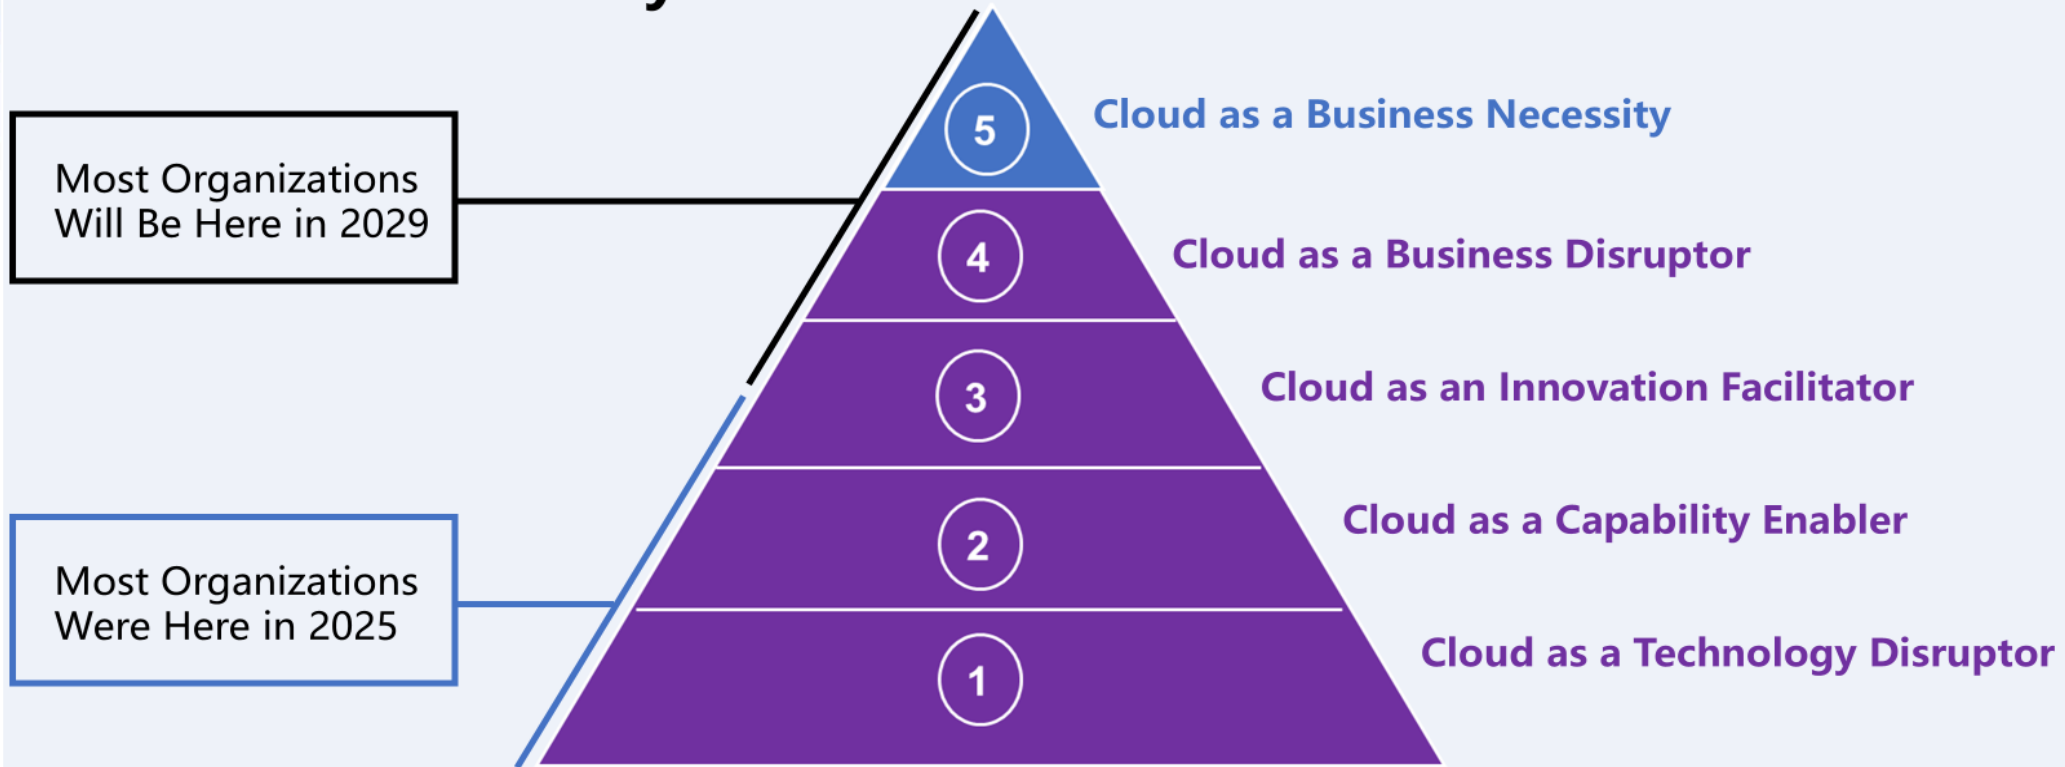 5
Cloud as a Business Necessity
Most Organizations
Will Be Here in 2029
4
Cloud as a Business Disruptor
3
Cloud as an Innovation Facilitator
2
Cloud as a Capability Enabler
Most Organizations
Were Here in 2025
1
Cloud as a Technology Disruptor